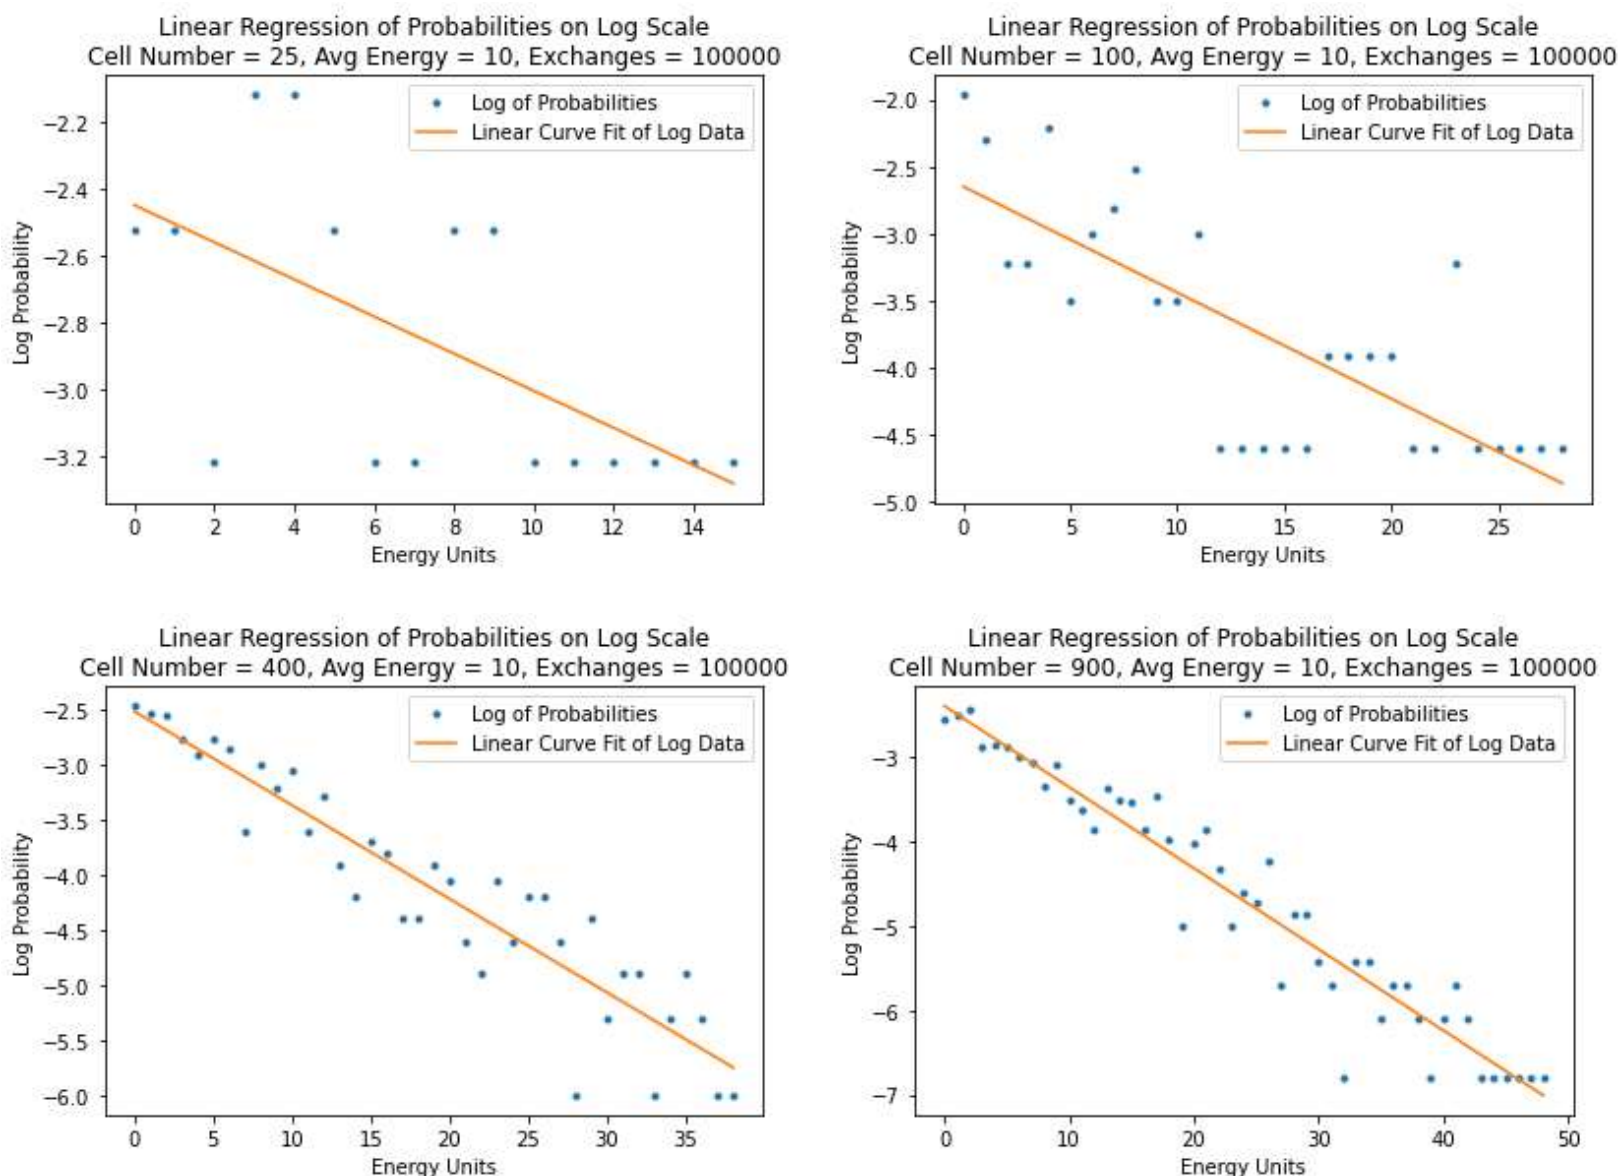 Linear Regression of Probabilities on Log Scale
Cell Number = 25, Avg Energy = 10, Exchanges = 100000
Log of Probabilities
Linear Curve Fit of Log Data
−2.2
−2.4
−2.6
−2.8
−3.0
−3.2
Log Probability
0 2 4 6 8 10 12 14
Energy Units
Linear Regression of Probabilities on Log Scale
Cell Number = 100, Avg Energy = 10, Exchanges = 100000
Log of Probabilities
Linear Curve Fit of Log Data
−2.0
−2.5
−3.0
−3.5
−4.0
−4.5
−5.0
Log Probability
0 5 10 15 20 25
Energy Units
Linear Regression of Probabilities on Log Scale
Cell Number = 400, Avg Energy = 10, Exchanges = 100000
Log of Probabilities
Linear Curve Fit of Log Data
−2.5
−3.0
−3.5
−4.0
−4.5
−5.0
−5.5
−6.0
Log Probability
0 5 10 15 20 25 30 35
Energy Units
Linear Regression of Probabilities on Log Scale
Cell Number = 900, Avg Energy = 10, Exchanges = 100000
Log of Probabilities
Linear Curve Fit of Log Data
−3
−4
−5
−6
−7
Log Probability
0 10 20 30 40 50
Energy Units